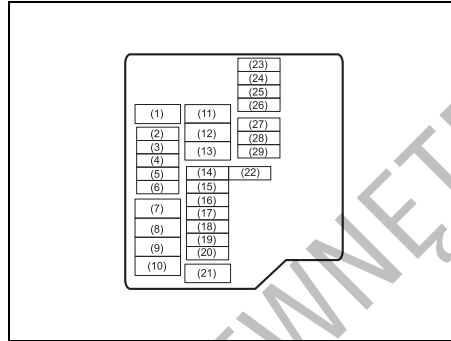 (23)
(24)
(25)
(1) (11) (26)
(2) (12) (27)
(3) (13) (28)
(4) (29)
(5) (14) (22)
(6) (15)
(7) (16)
(17)
(8) (18)
(9) (19)
(10) (20)
(21)